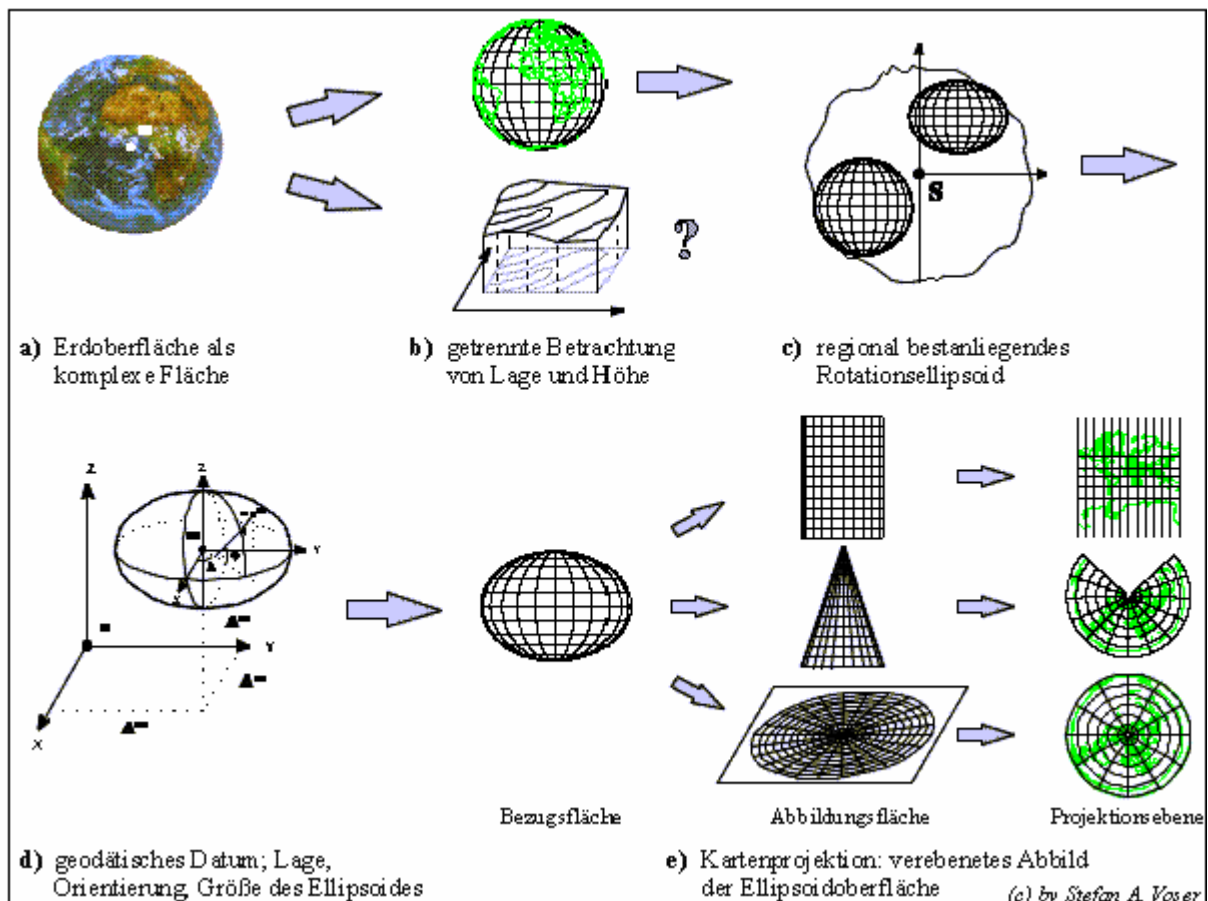 ?
S
a) Erdoberfläche als
komplexe Fläche
b) getrennte Betrachtung
von Lage und Höhe
c) regional bestanliegendes
Rotationsellipsoid
Z
Z
Y
X
Y
X
Bezugsfläche
Abbildungsfläche
Projektionsebene
d) geodätisches Datum; Lage,
Orientierung, Größe des Ellipsoides
e) Kartenprojektion: verebenetes Abbild
der Ellipsoidoberfläche
(c) by Stefan A. Voser